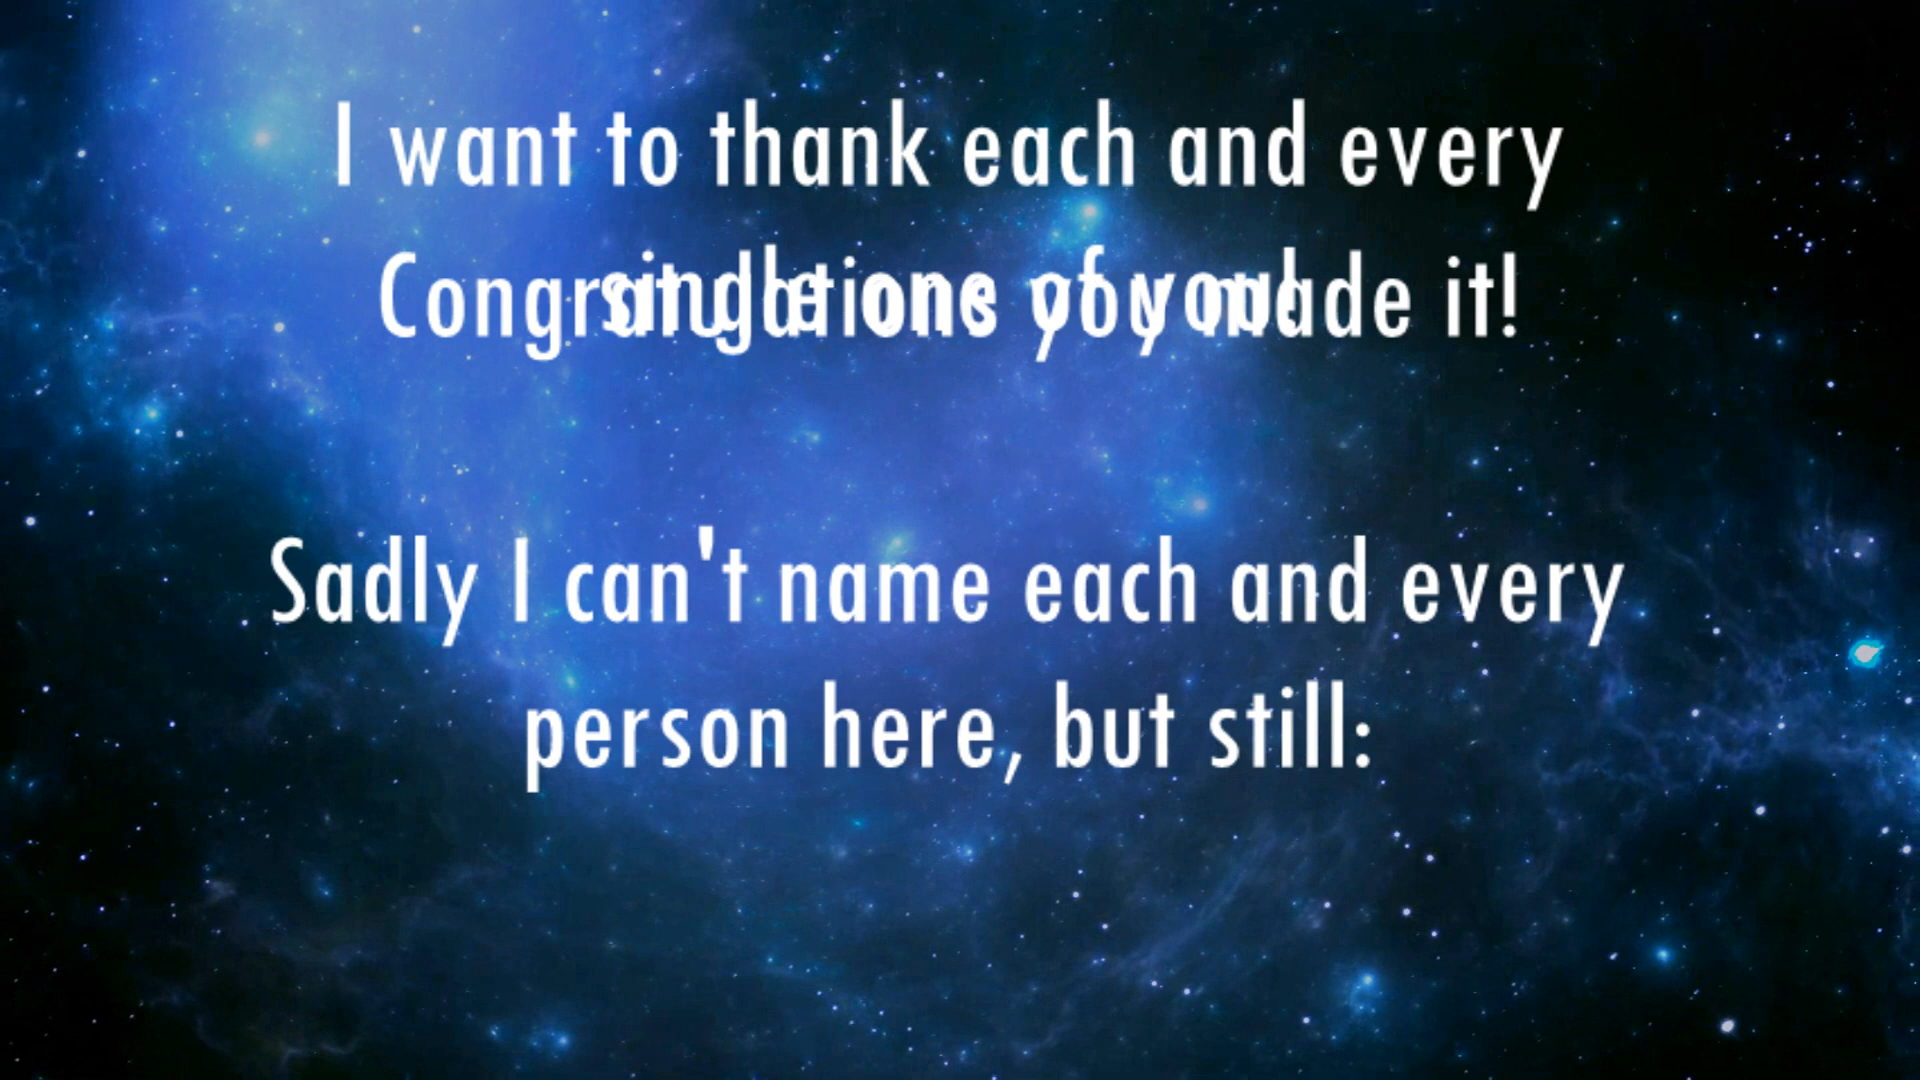 I want to thank each and every
single one of you!
Congratulations you made it!
Sadly I can't name each and every
person here, but still: